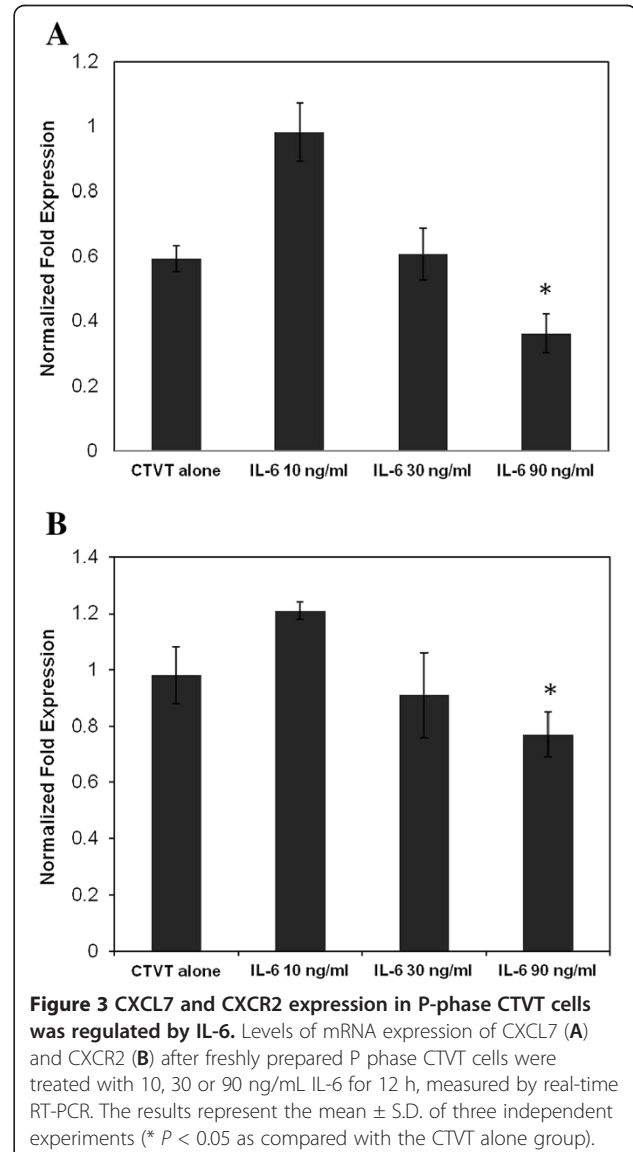 A
1.2
1
0.8
0.6
0.4
0.2
0
Normalized Fold Expression
*
CTVT alone IL-6 10 ng/ml IL-6 30 ng/ml IL-6 90 ng/ml
B
1.4
1.2
1
0.8
0.6
0.4
0.2
0
Normalized Fold Expression
*
CTVT alone IL-6 10 ng/ml IL-6 30 ng/ml IL-6 90 ng/ml
Figure 3 CXCL7 and CXCR2 expression in P-phase CTVT cells
was regulated by IL-6. Levels of mRNA expression of CXCL7 (A)
and CXCR2 (B) after freshly prepared P phase CTVT cells were
treated with 10, 30 or 90 ng/mL IL-6 for 12 h, measured by real-time
RT-PCR. The results represent the mean ± S.D. of three independent
experiments (* P < 0.05 as compared with the CTVT alone group).